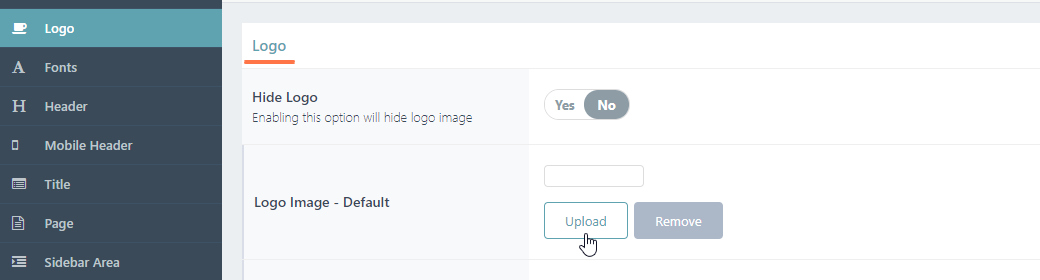 Logo
Fonts
Header
Mobile Header
Title
Page
Sidebar Area
Logo
Hide Logo
Enabling this option will hide logo image
Yes No
Logo Image - Default
Upload Remove